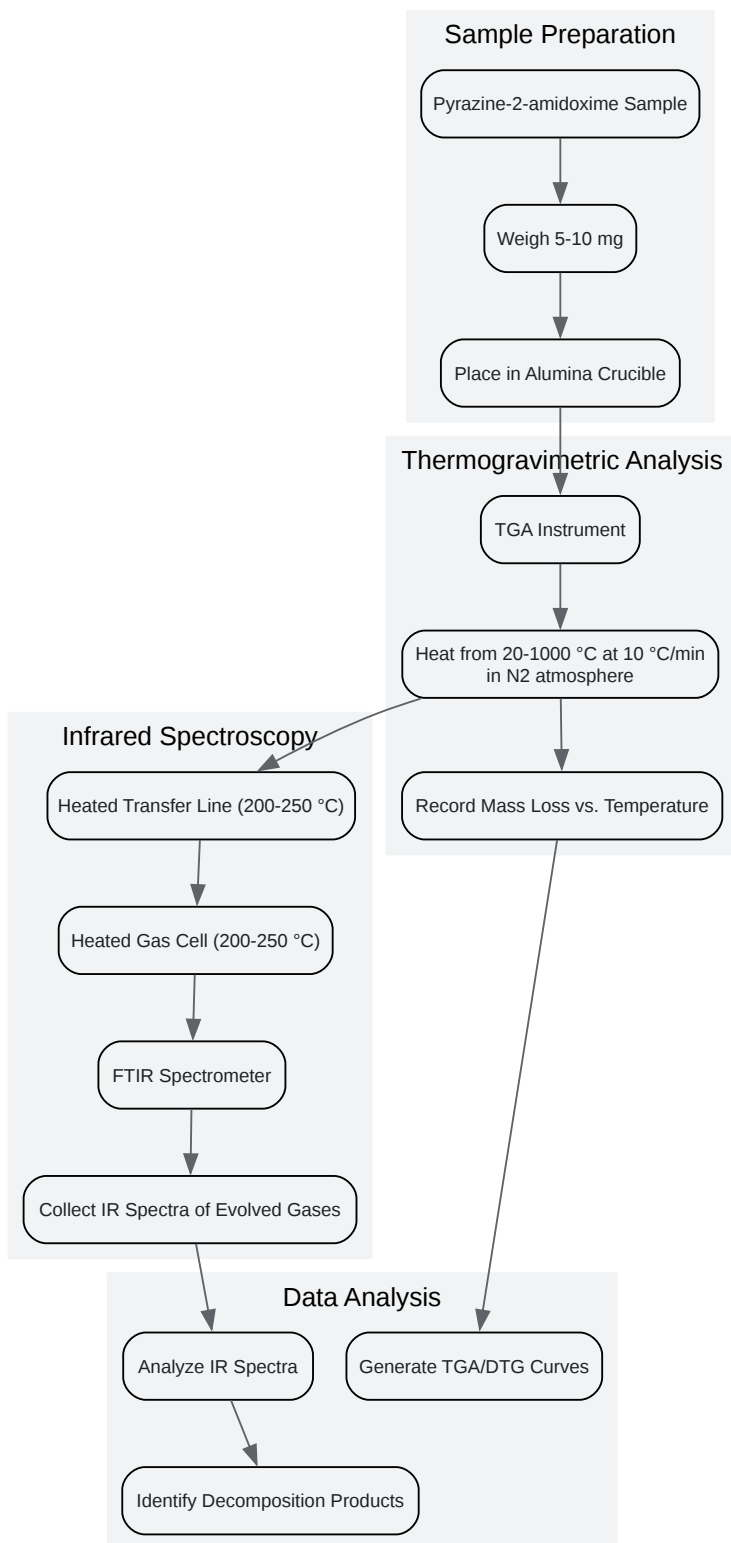 Sample Preparation
Pyrazine-2-amidoxime Sample
Weigh 5-10 mg
Place in Alumina Crucible
Thermogravimetric Analysis
TGA Instrument
Heat from 20-1000 °C at 10 °C/min
in N2 atmosphere
Record Mass Loss vs. Temperature
Infrared Spectroscopy
Heated Transfer Line (200-250 °C)
Heated Gas Cell (200-250 °C)
FTIR Spectrometer
Collect IR Spectra of Evolved Gases
Data Analysis
Analyze IR Spectra
Generate TGA/DTG Curves
Identify Decomposition Products